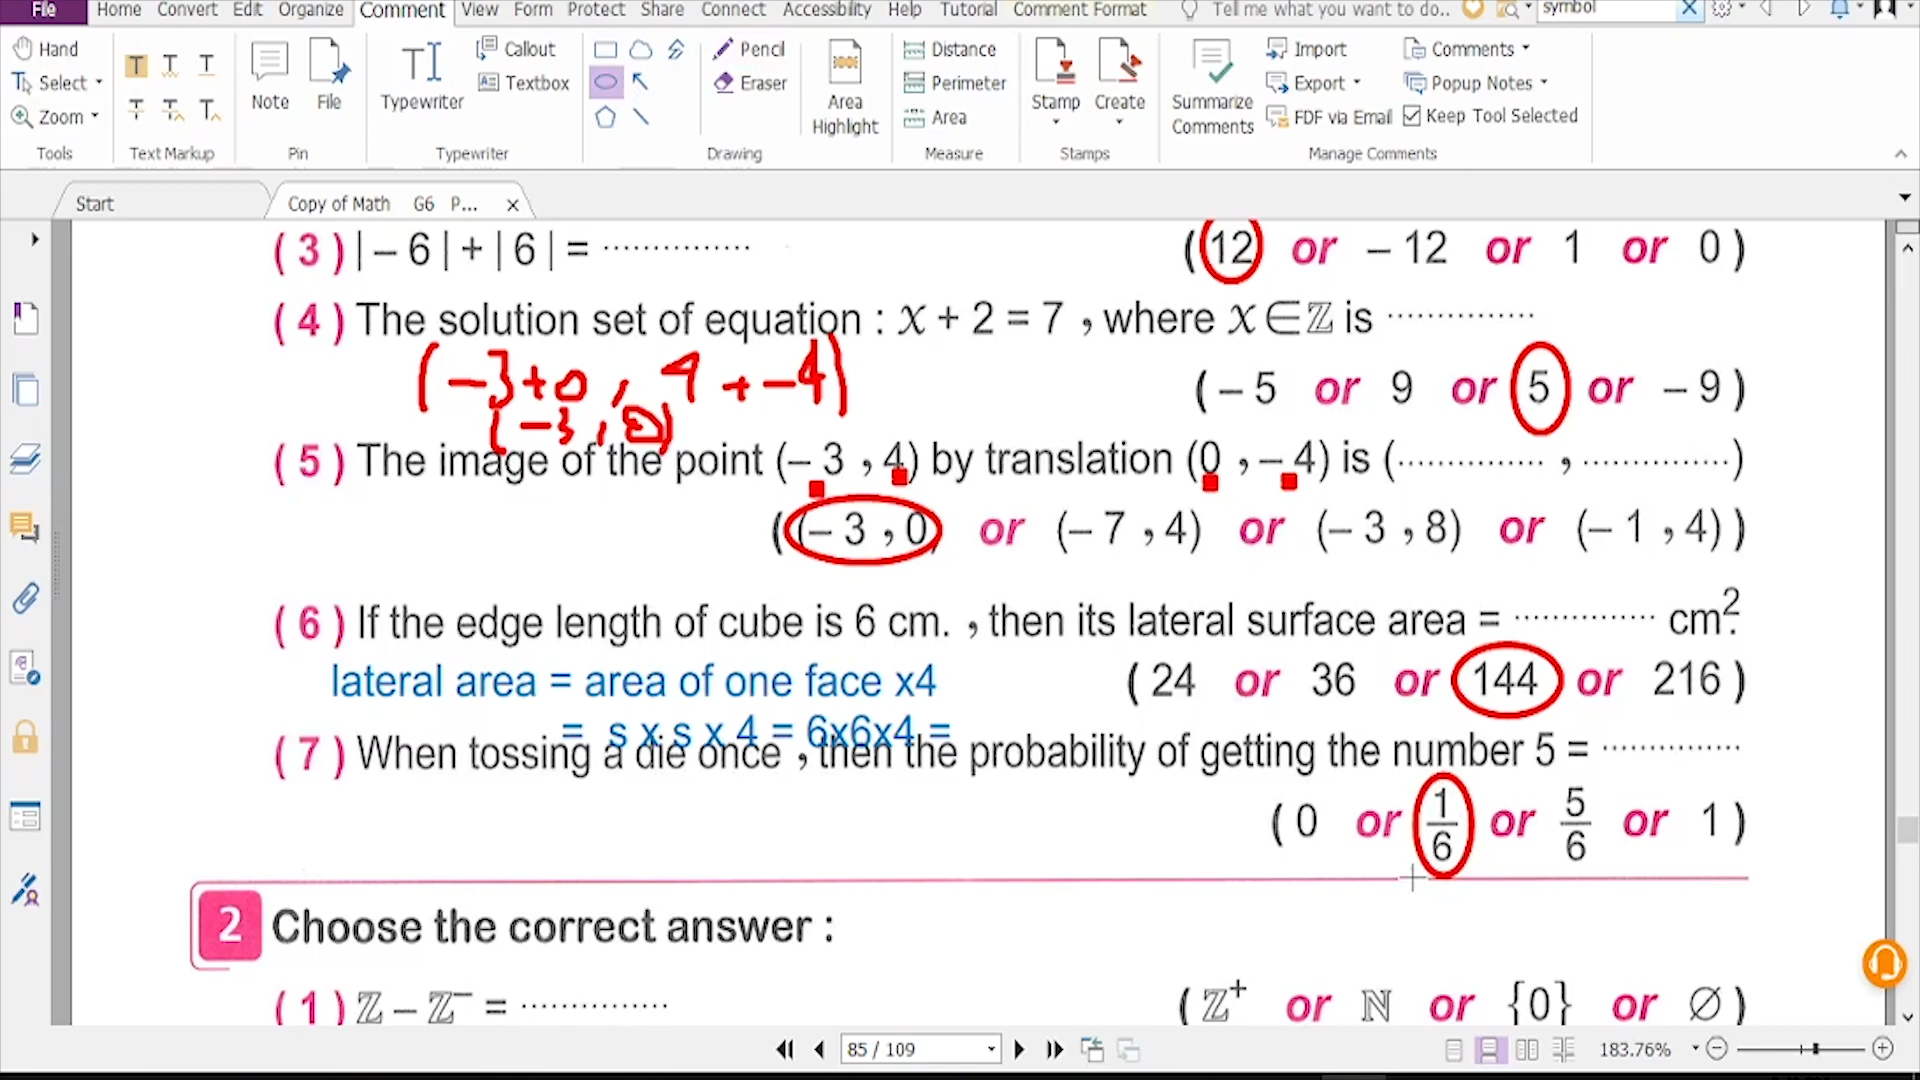 File Home Convert Edit Organize Comment View Form Protect Share Connect Accessibility Help Tutorial Comment Format Tell me what you want to do.. symbol
Hand
Select
Zoom
Tools
Text Markup
Note
File
Pin
Typewriter
Callout
Textbox
Typewriter
Pencil
Eraser
Drawing
Area Highlight
Distance
Perimeter
Area
Measure
Stamp
Create
Stamps
Summarize Comments
Import
Export
FDF via Email
Comments
Popup Notes
Keep Tool Selected
Manage Comments
Start
Copy of Math G6 P...
( 3 ) | – 6 | + | 6 | = ··············· ( 12 or – 12 or 1 or 0 )
( 4 ) The solution set of equation : x + 2 = 7 , where x ∈ ℤ is ···············
(-3+0 , 4 + -4)
( – 5 or 9 or 5 or – 9 )
(-3 , 0)
( 5 ) The image of the point (– 3 , 4) by translation (0 , – 4) is (··············· , ···············)
( (– 3 , 0) or (– 7 , 4) or (– 3 , 8) or (– 1 , 4) )
( 6 ) If the edge length of cube is 6 cm. , then its lateral surface area = ··············· cm².
lateral area = area of one face x4
( 24 or 36 or 144 or 216 )
= s x s x 4 = 6x6x4 =
( 7 ) When tossing a die once , then the probability of getting the number 5 = ···············
( 0 or 1/6 or 5/6 or 1 )
2 Choose the correct answer :
( 1 ) ℤ – ℤ⁻ = ··············· ( ℤ⁺ or ℕ or {0} or ∅ )
85 / 109
183.76%